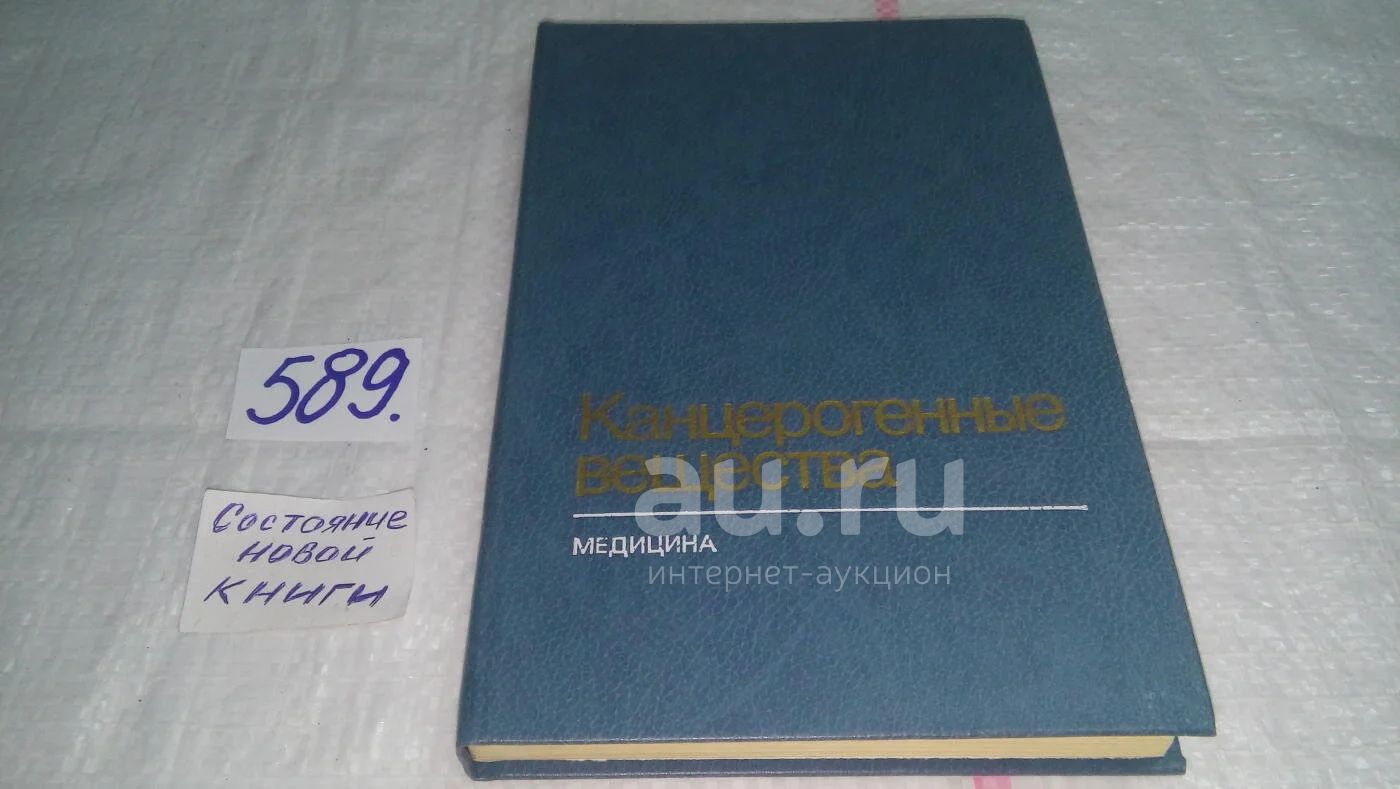 589.
Состояние
новой
книги
Канцерогенные
вещества
МЕДИЦИНА
au.ru
интернет-аукцион